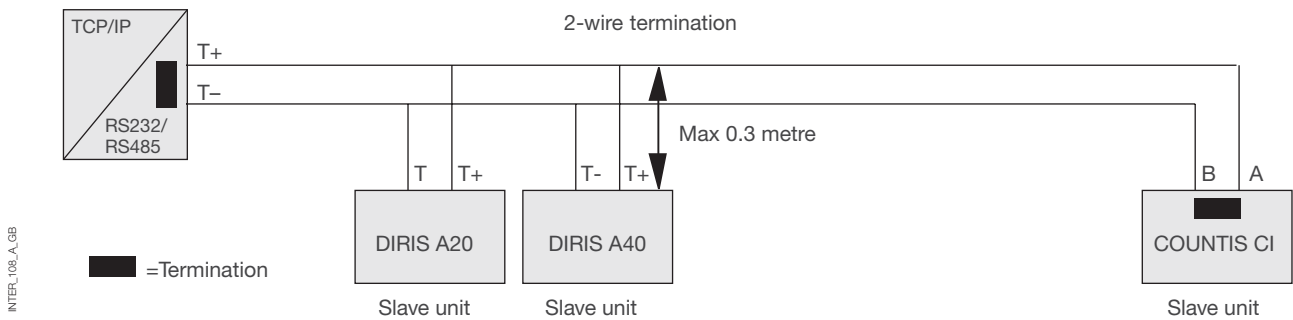 TCP/IP
2-wire termination
T+
T–
RS232/
RS485
Max 0.3 metre
T T+
T- T+
B A
DIRIS A20
DIRIS A40
COUNTIS CI
=Termination
Slave unit
Slave unit
Slave unit
INTER_108_A_GB